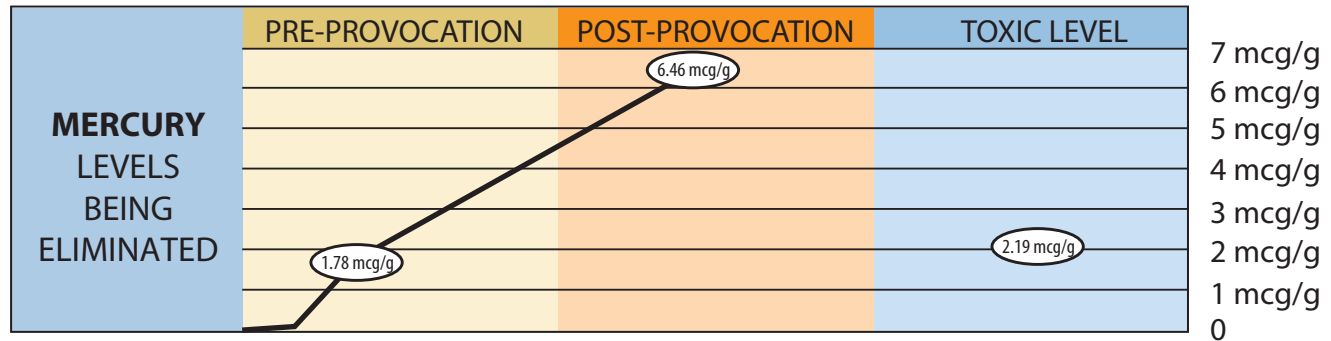 PRE-PROVOCATION
POST-PROVOCATION
TOXIC LEVEL
MERCURY
LEVELS
BEING
ELIMINATED
6.46 mcg/g
1.78 mcg/g
2.19 mcg/g
7 mcg/g
6 mcg/g
5 mcg/g
4 mcg/g
3 mcg/g
2 mcg/g
1 mcg/g
0